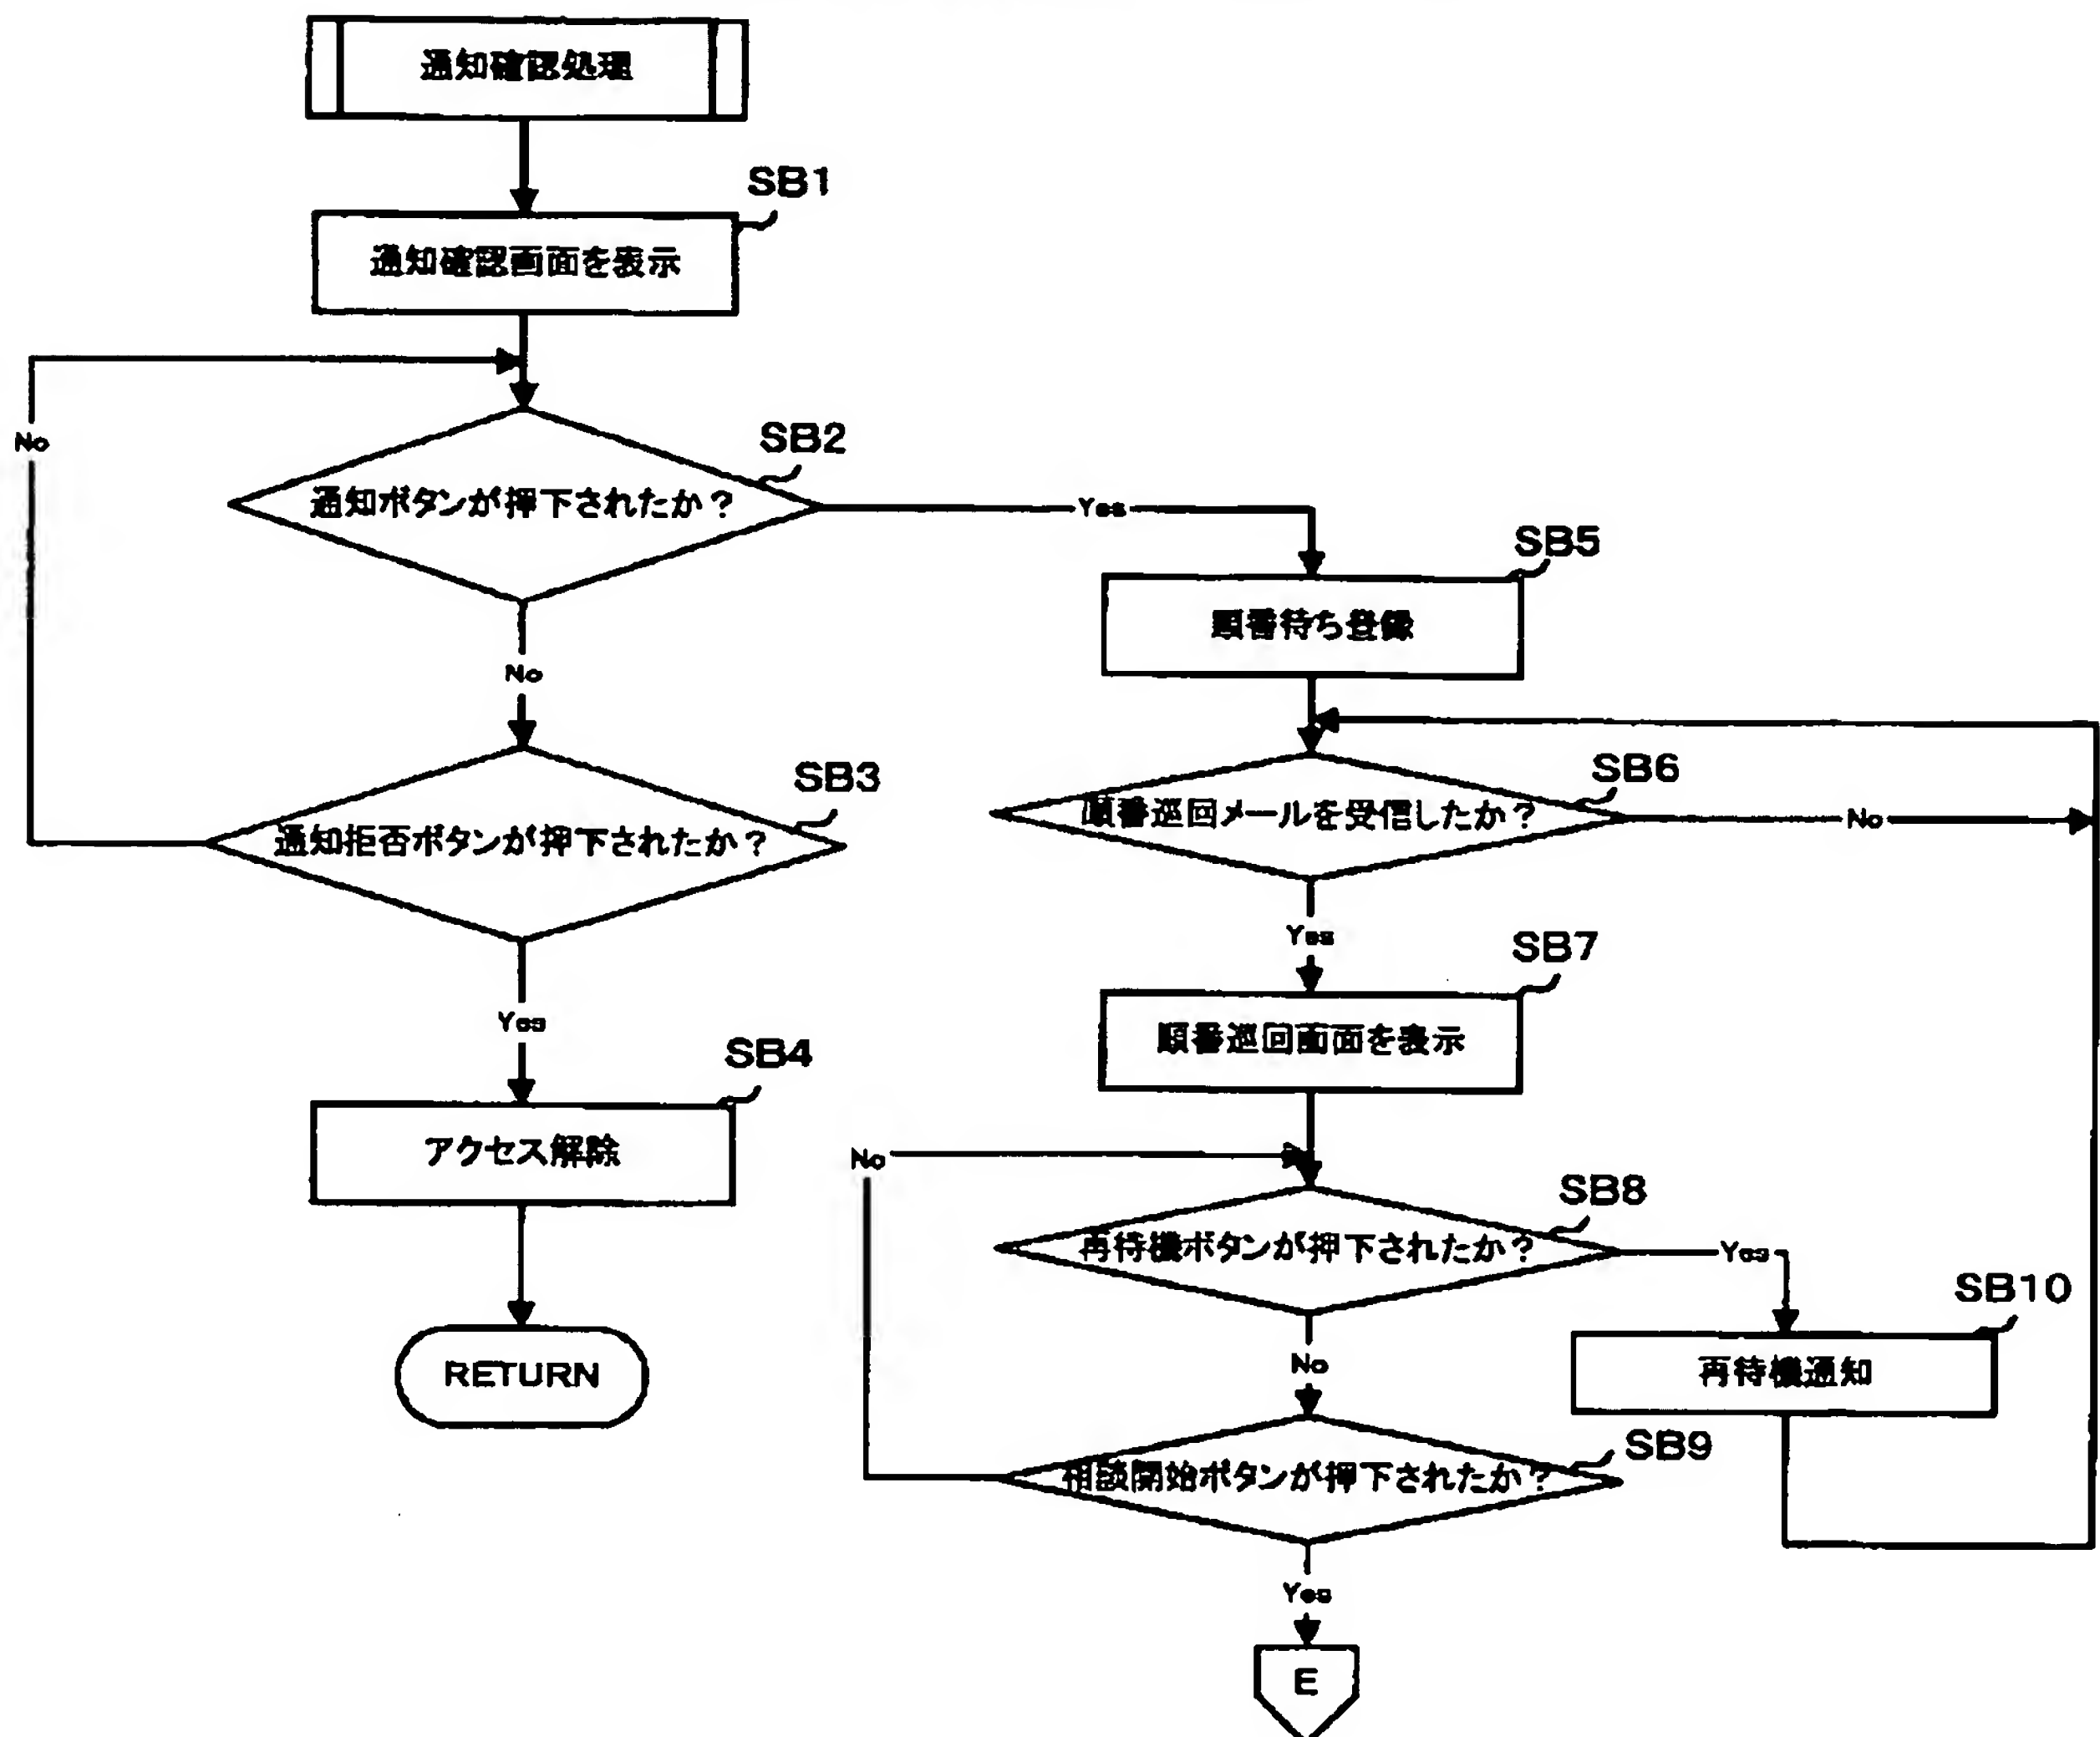 通知確認処理
SB1
通知確認画面を表示
No
SB2
通知ボタンが押下されたか？
Yes
No
SB3
通知拒否ボタンが押下されたか？
Yes
SB4
アクセス解除
RETURN
SB5
順番待ち登録
SB6
順番巡回メールを受信したか？
No
Yes
SB7
順番巡回画面を表示
No
SB8
再待機ボタンが押下されたか？
Yes
SB10
再待機通知
No
SB9
相談開始ボタンが押下されたか？
Yes
E